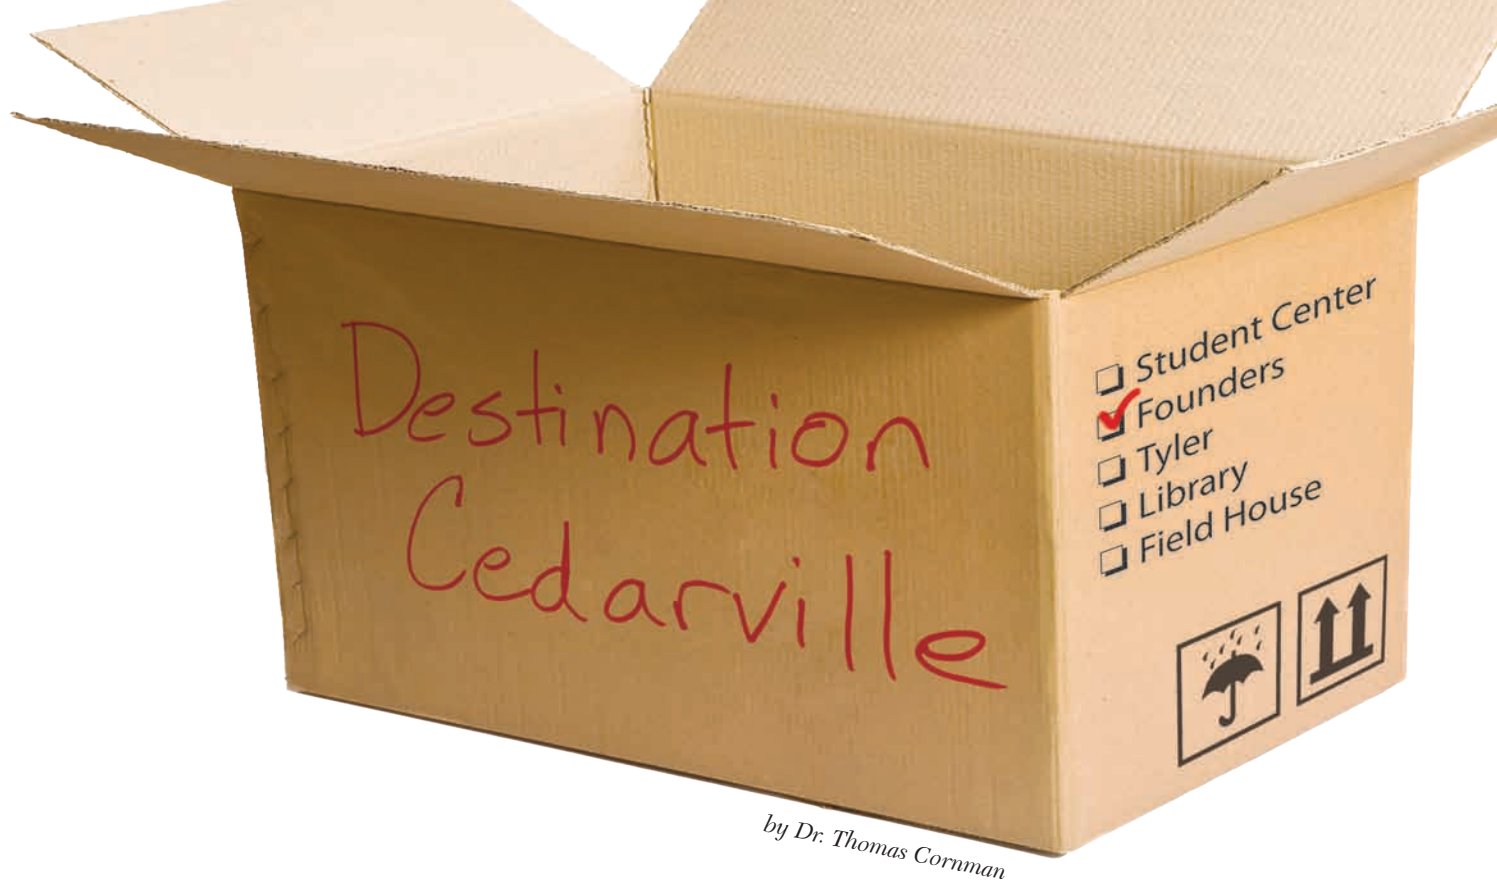 Destination
Cedarville
Student Center
Founders
Tyler
Library
Field House
by Dr. Thomas Cornman